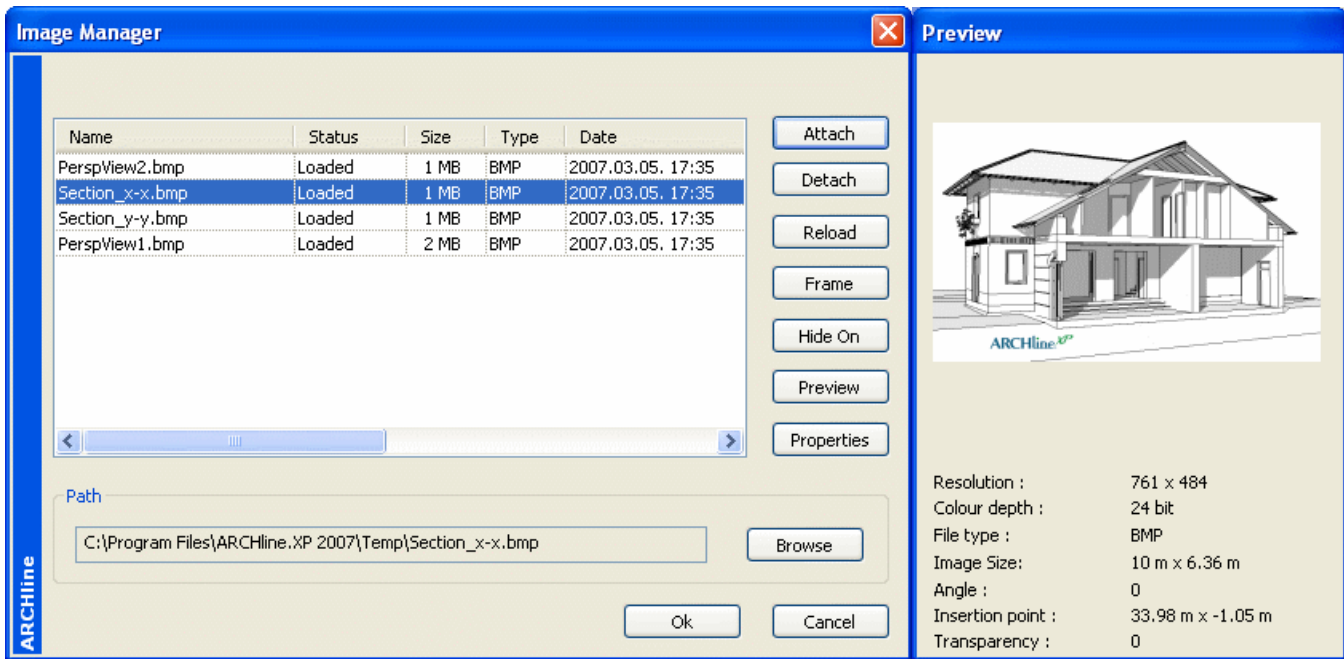 Image Manager
Name Status Size Type Date
PerspView2.bmp Loaded 1 MB BMP 2007.03.05. 17:35
Section_x-x.bmp Loaded 1 MB BMP 2007.03.05. 17:35
Section_y-y.bmp Loaded 1 MB BMP 2007.03.05. 17:35
PerspView1.bmp Loaded 2 MB BMP 2007.03.05. 17:35
Attach
Detach
Reload
Frame
Hide On
Preview
Properties
Path
C:\Program Files\ARCHline.XP 2007\Temp\Section_x-x.bmp
Browse
Ok
Cancel
ARCHline
Preview
ARCHline XP
Resolution : 761 x 484
Colour depth : 24 bit
File type : BMP
Image Size: 10 m x 6.36 m
Angle : 0
Insertion point : 33.98 m x -1.05 m
Transparency : 0